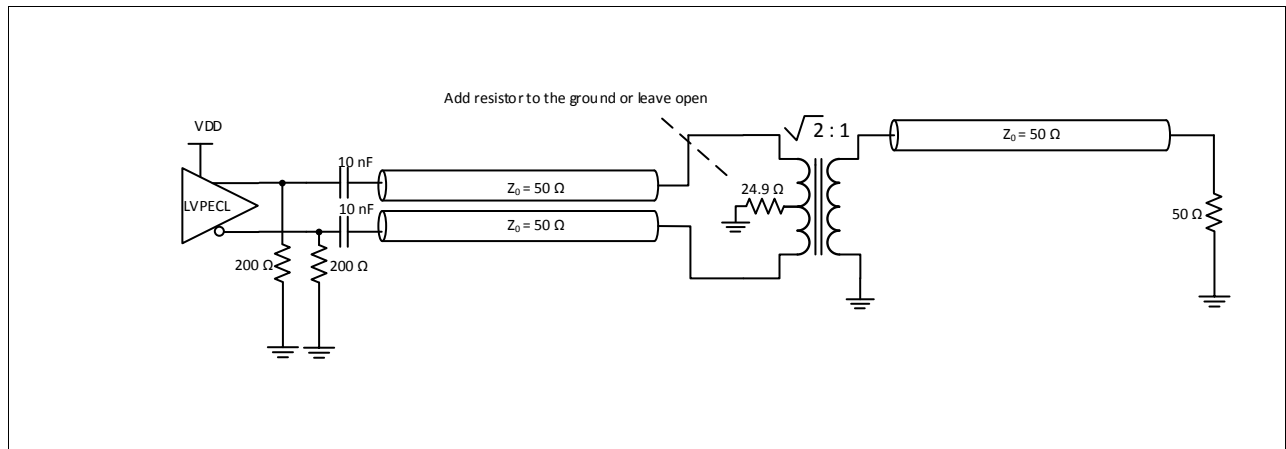 Add resistor to the ground or leave open
VDD
√2 : 1
Z₀ = 50 Ω
10 nF
LVPECL
Z₀ = 50 Ω
24.9 Ω
10 nF
50 Ω
Z₀ = 50 Ω
200 Ω
200 Ω